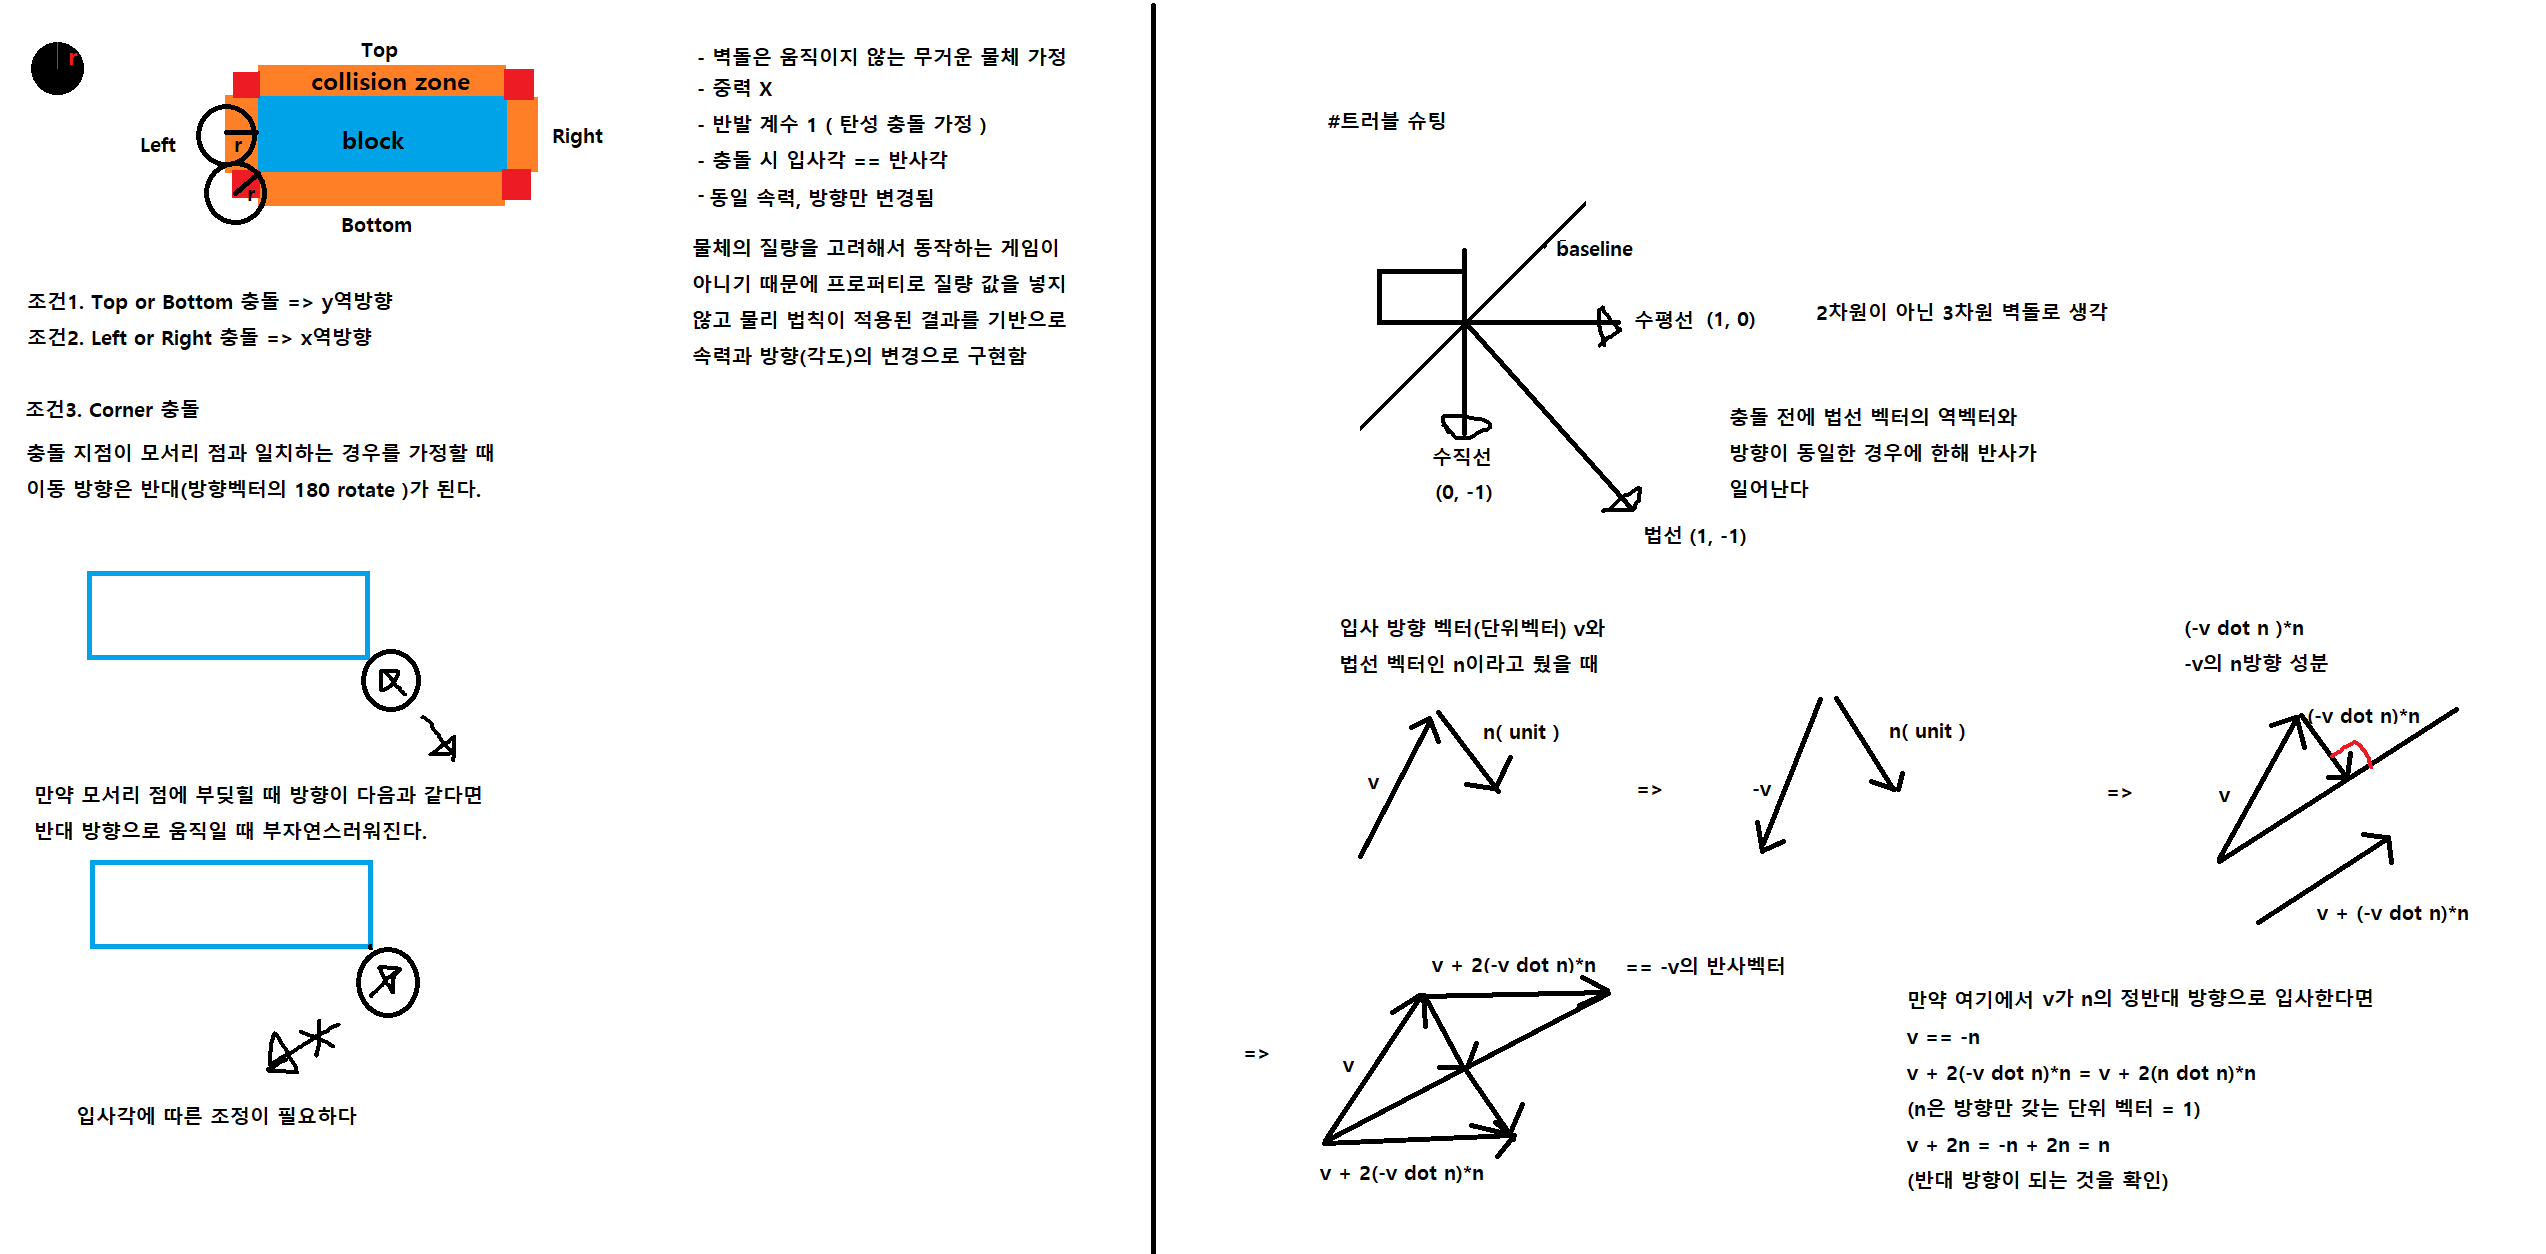 r
Top
collision zone
Left
r
block
Right
r
Bottom
- 벽돌은 움직이지 않는 무거운 물체 가정
- 중력 X
- 반발 계수 1 ( 탄성 충돌 가정 )
- 충돌 시 입사각 == 반사각
- 동일 속력, 방향만 변경됨
물체의 질량을 고려해서 동작하는 게임이
아니기 때문에 프로퍼티로 질량 값을 넣지
않고 물리 법칙이 적용된 결과를 기반으로
속력과 방향(각도)의 변경으로 구현함
조건1. Top or Bottom 충돌 => y역방향
조건2. Left or Right 충돌 => x역방향
조건3. Corner 충돌
충돌 지점이 모서리 점과 일치하는 경우를 가정할 때
이동 방향은 반대(방향벡터의 180 rotate )가 된다.
만약 모서리 점에 부딪힐 때 방향이 다음과 같다면
반대 방향으로 움직일 때 부자연스러워진다.
입사각에 따른 조정이 필요하다
#트러블 슈팅
baseline
수평선 (1, 0)
2차원이 아닌 3차원 벽돌로 생각
수직선
(0, -1)
법선 (1, -1)
충돌 전에 법선 벡터의 역벡터와
방향이 동일한 경우에 한해 반사가
일어난다
입사 방향 벡터(단위벡터) v와
법선 벡터인 n이라고 뒀을 때
v
n( unit )
=>
-v
n( unit )
=>
(-v dot n )*n
-v의 n방향 성분
(-v dot n)*n
v
v + (-v dot n)*n
=>
v + 2(-v dot n)*n == -v의 반사벡터
v
v + 2(-v dot n)*n
만약 여기에서 v가 n의 정반대 방향으로 입사한다면
v == -n
v + 2(-v dot n)*n = v + 2(n dot n)*n
(n은 방향만 갖는 단위 벡터 = 1)
v + 2n = -n + 2n = n
(반대 방향이 되는 것을 확인)